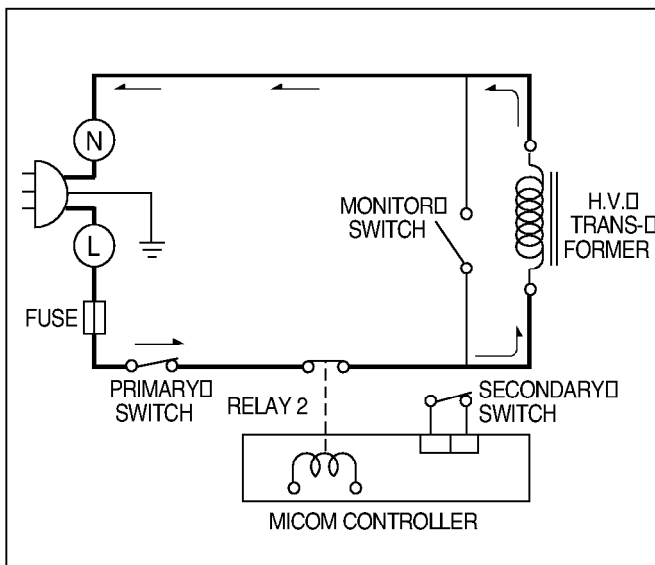 N
MONITOR□
SWITCH
H.V.□
TRANS-□
FORMER
L
FUSE
PRIMARY□
SWITCH
RELAY 2
SECONDARY□
SWITCH
MICOM CONTROLLER